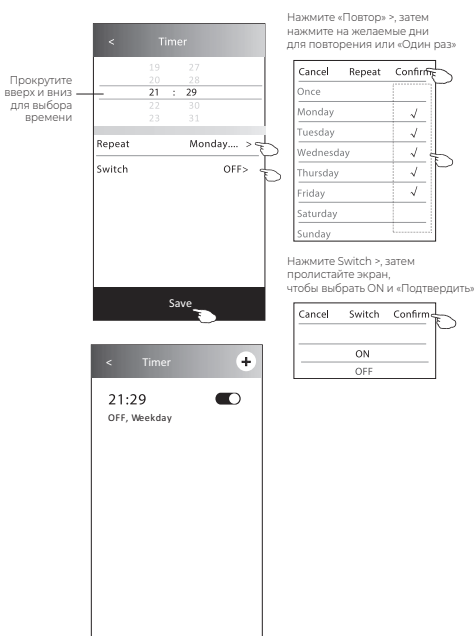 Прокрутите
вверх и вниз
для выбора
времени
< Timer
19 27
20 28
21 : 29
22 30
23 31
Repeat Monday.... >
Switch OFF>
Save
Нажмите «Повтор» >, затем
нажмите на желаемые дни
для повторения или «Один раз»
Cancel Repeat Confirm
Once
Monday √
Tuesday √
Wednesday √
Thursday √
Friday √
Saturday
Sunday
Нажмите Switch >, затем
пролистайте экран,
чтобы выбрать ON и «Подтвердить»
Cancel Switch Confirm
ON
OFF
< Timer +
21:29
OFF, Weekday